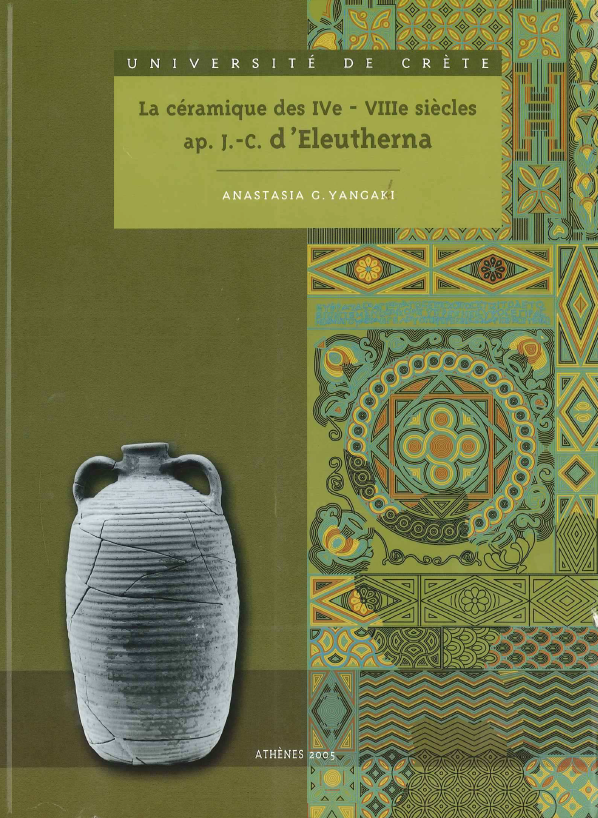 UNIVERSITÉ DE CRÈTE
La céramique des IVe - VIIIe siècles
ap. J.-C. d'Eleutherna
ANASTASIA G. YANGAKI
ATHÈNES 2005